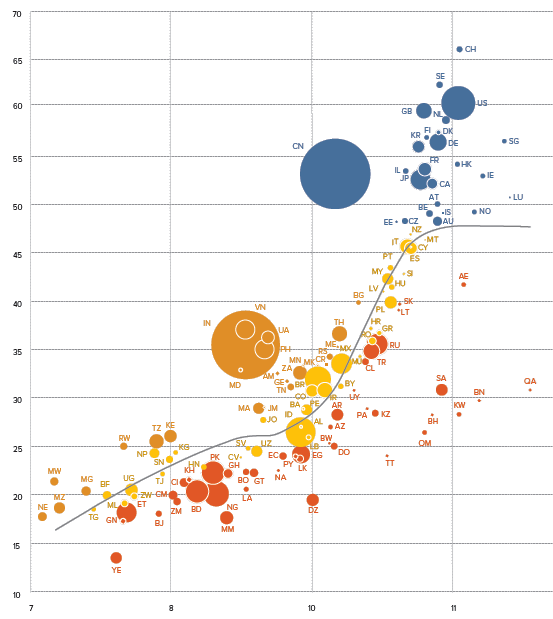 70
CH
65
SE
60
US
GB
NL
FI
DK
55
KR
DE
SG
CN
FR
HK
IL
JP
IE
50
CA
AT
LU
BE
IS
NO
EE
CZ
AU
45
NZ
IT
MT
CY
PT
ES
MY
SI
AE
40
LV
HU
BG
PL
SK
LT
IN
VN
TH
HR
GR
35
UA
RO
PH
ME
MX
RU
RS
MK
MU
CR
TR
CL
30
MD
AM
ZA
MN
GE
TN
BR
BY
SA
QA
CO
IR
UY
BN
25
MA
JM
JO
BA
PE
AR
PA
KZ
BH
KW
ID
AL
AZ
TZ
KE
RW
BW
OM
20
NP
KG
SV
UZ
LB
DO
SN
HN
EC
PY
EG
TT
MW
TJ
KH
PK
GH
CV
LK
MG
BF
UG
CI
BO
GT
NA
NE
MZ
ML
ZW
CM
BD
LA
15
TG
GN
ET
ZM
NG
DZ
BJ
MM
YE
10
7
8
10
11